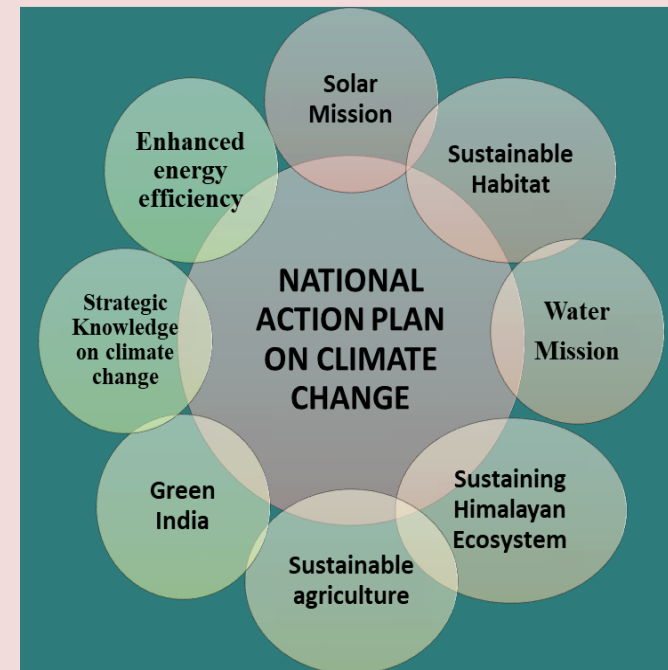 Solar
Mission
Sustainable
Habitat
Water
Mission
Sustaining
Himalayan
Ecosystem
Sustainable
agriculture
Green
India
Strategic
Knowledge
on climate
change
Enhanced
energy
efficiency
NATIONAL
ACTION PLAN
ON CLIMATE
CHANGE